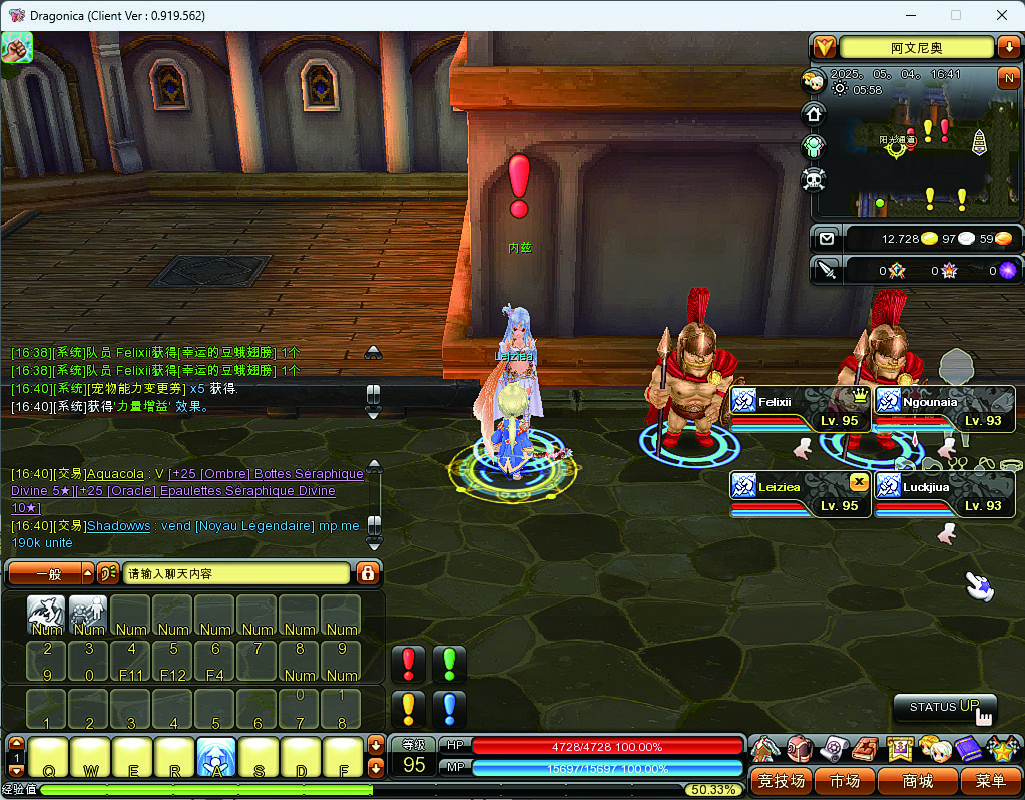 Dragonica (Client Ver : 0.919.562)
阿文尼奥
2025。 05。 04。 16:41
05:58
N
阳光通道
12.728 97 59
0 0 0
内兹
Leiziea
[16:38][系统]队员 Felixii获得[幸运的豆蛾翅膀] 1个
[16:38][系统]队员 Felixii获得[幸运的豆蛾翅膀] 1个
[16:40][系统][宠物能力变更券] x5 获得.
[16:40][系统]获得'力量增益' 效果。
Felixii
Lv. 95
Ngounaia
Lv. 93
Leiziea
Lv. 95
Luckjiua
Lv. 93
[16:40][交易]Aquacola : V [+25 [Ombre] Bottes Séraphique
Divine 5★][+25 [Oracle] Epaulettes Séraphique Divine
10★]
[16:40][交易]Shadowws : vend [Noyau Légendaire] mp me
190k unité
一般 请输入聊天内容
Num Num Num Num Num Num Num Num
2 3 4 5 6 7 8 9
9 0 F11 F12 F4 Num Num
0 1
1 2 3 4 5 6 7 8
STATUS UP
1
Q W E R A S D F
等级
95
HP 4728/4728 100.00%
MP 15697/15697 100.00%
竞技场 市场 商城 菜单
经验值 50.33%